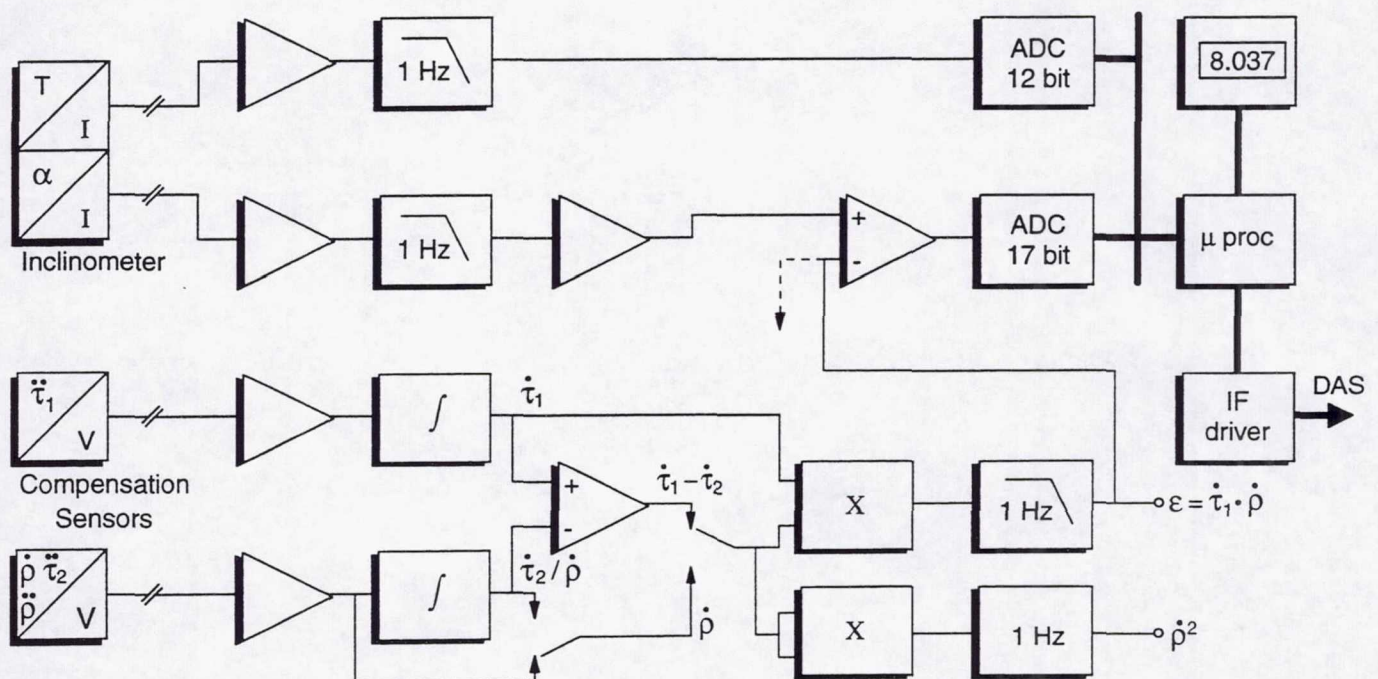 T
I
α
I
Inclinometer
1 Hz
1 Hz
ADC
12 bit
8.037
ADC
17 bit
μ proc
IF
driver
DAS
+
-
τ̈₁
V
Compensation
Sensors
∫
τ̇₁
+
-
τ̇₁ – τ̇₂
X
1 Hz
ε = τ̇₁ · ρ̇
ρ̇ τ̈₂
ρ̈
V
∫
τ̇₂ / ρ̇
ρ̇
X
1 Hz
ρ̇²